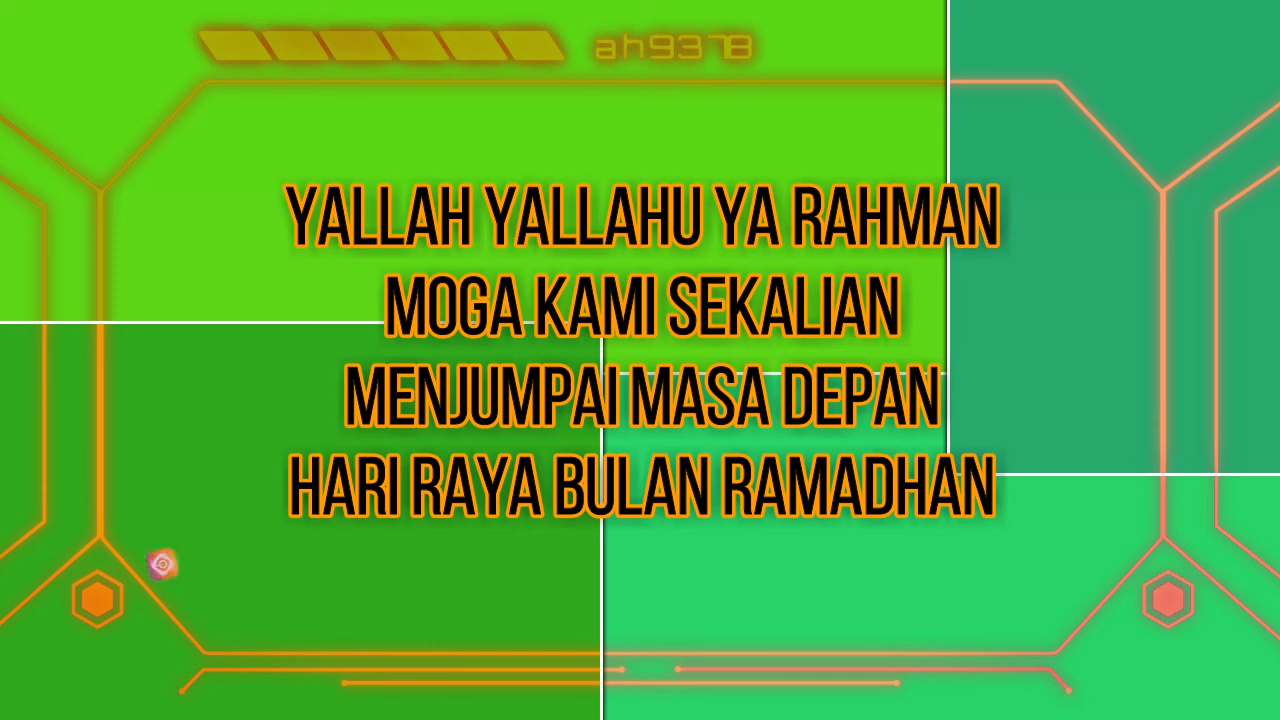 ah9378
YALLAH YALLAHU YA RAHMAN
MOGA KAMI SEKALIAN
MENJUMPAI MASA DEPAN
HARI RAYA BULAN RAMADHAN